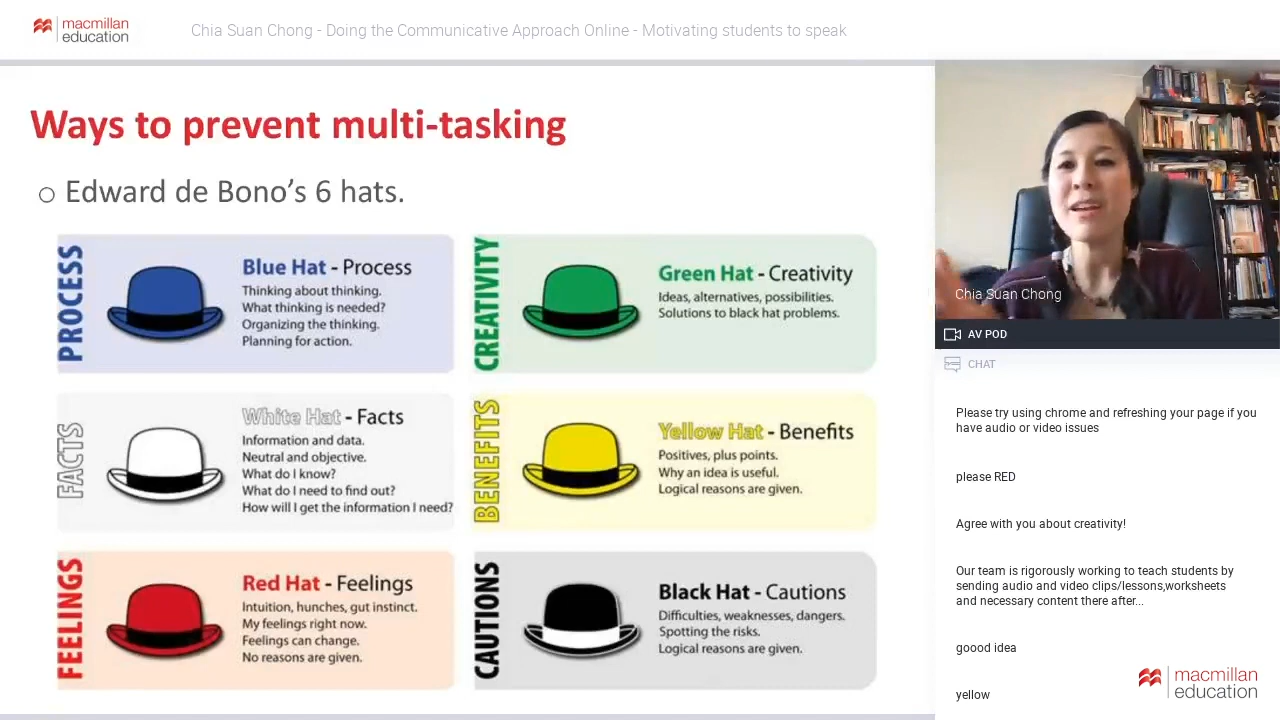 macmillan
education
Chia Suan Chong - Doing the Communicative Approach Online - Motivating students to speak
Ways to prevent multi-tasking
Edward de Bono’s 6 hats.
PROCESS
Blue Hat - Process
Thinking about thinking.
What thinking is needed?
Organizing the thinking.
Planning for action.
CREATIVITY
Green Hat - Creativity
Ideas, alternatives, possibilities.
Solutions to black hat problems.
FACTS
White Hat - Facts
Information and data.
Neutral and objective.
What do I know?
What do I need to find out?
How will I get the information I need?
BENEFITS
Yellow Hat - Benefits
Positives, plus points.
Why an idea is useful.
Logical reasons are given.
FEELINGS
Red Hat - Feelings
Intuition, hunches, gut instinct.
My feelings right now.
Feelings can change.
No reasons are given.
CAUTIONS
Black Hat - Cautions
Difficulties, weaknesses, dangers.
Spotting the risks.
Logical reasons are given.
Chia Suan Chong
AV POD
CHAT
Please try using chrome and refreshing your page if you
have audio or video issues
please RED
Agree with you about creativity!
Our team is rigorously working to teach students by
sending audio and video clips/lessons,worksheets
and necessary content there after...
goood idea
yellow
macmillan
education